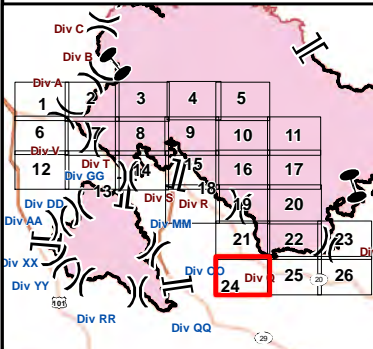 Div C
Div B
Div A
1 2 3 4 5
6 7 8 9 10 11
Div V
12 Div T 14 15 16 17
Div GG
13 18 19 20
Div DD Div S Div R
Div AA Div MM
21 22 23
Div XX Div OO Div Q
24 25 20 26
Div YY
101
Div RR
Div QQ
29